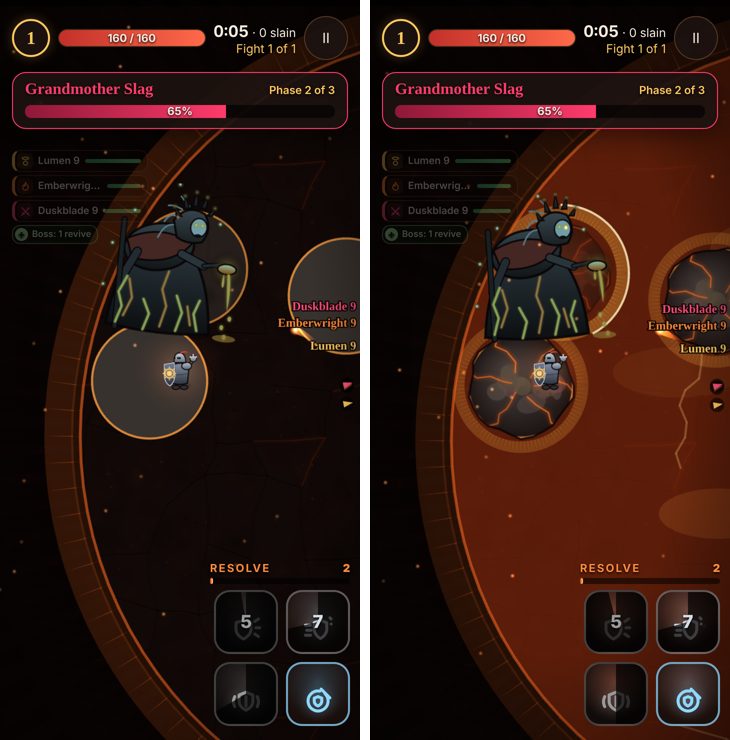 1
160 / 160
0:05 · 0 slain
Fight 1 of 1
Grandmother Slag
Phase 2 of 3
65%
Lumen 9
Emberwrig...
Duskblade 9
Boss: 1 revive
Duskblade 9
Emberwright 9
Lumen 9
RESOLVE 2
5
7
1
160 / 160
0:05 · 0 slain
Fight 1 of 1
Grandmother Slag
Phase 2 of 3
65%
Lumen 9
Emberwrig...
Duskblade 9
Boss: 1 revive
Duskblade 9
Emberwright 9
Lumen 9
RESOLVE 2
5
7